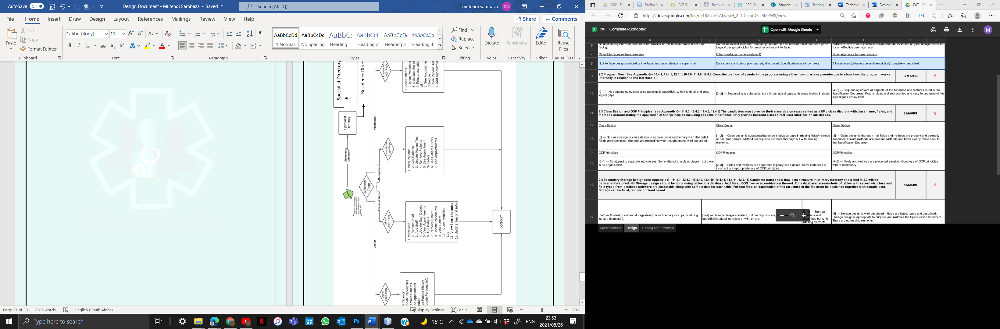 AutoSave On
Design Document - Mutendi Sambaza - Saved
Search (Alt+Q)
mutendi sambaza MS
File Home Insert Draw Design Layout References Mailings Review View Help
Share Comments
Paste
Cut
Copy
Format Painter
Clipboard
Calibri (Body) 11
Font
Paragraph
AaBbCcDd AaBbCcDd AaBbCc AaBbCcD AaBbCcD AaBbCcDd
¶ Normal No Spacing Heading 1 Heading 2 Heading 3 Heading 4
Styles
Find
Replace
Select
Editing
Dictate
Voice
Sensitivity
Sensitivity
Editor
Editor
Reuse
Files
Reuse Files
MediSeek
Specialist Directory
Residence Direc
Specialist
Directory
Emergency
Directory
START
Welcome
Page
Pharmacist
Receptionist
Administrator
Doctor
Pharmacist
Login Page
1. View Patients
2. Issue Prescriptio
3. Calculate the bil
4. Print prescription
bill
5. See Appointmen
Schedule
6. See Patient His
7. Add Appointmen
Receptionist
Login Page
1. View Patients
2. Add Patients
3. Update Patient files
4. Remove Patients
5. See Appointment
Schedule
6. See Patient History
7. Add Appointments
Admin
Login Page
1. View Staff
2. Remove Staff
3. Add Staff
4. Update Staff Details
5. View Appointments
6. Add Patient
7. Remove Patient
8. Update Patient Info
9. View Patient
10. View Medicine
Log
11. View Specialty codes
12. Update Personal info
Doctor
Login Page
v Patients
pdate Patient files
emove Patients
ee Appointment
edule
ee Patient History
pdate Personal info
LOGOUT
Page 27 of 30 2386 words English (South Africa)
Display Settings Focus 90%
Type here to search
16°C ENG 23:53
2021/08/26
2021 Fin Prelim S PAT Rub Resourc PSC Gr Student Testing Technica Design PAT - Co
https://drive.google.com/file/d/1B3xnr9tAbvuoH_2I-hGzudDEaeIt8YW8/view
PAT - Complete Rubric.xlsx
Open with Google Sheets
M
A B C D E F G
6
No user facing interface present or the majority of the interface listed is not user
facing.
Sufficient level of user interface design present but no consideration has been given
to good design principles for an effective user interface.
Sufficient level of user interface design present. Evidence of good design principles
for an effective user interface.
7
Other Interfaces (where relevant)
Other Interfaces (where relevant)
Other Interfaces (where relevant)
8
No interface design provided or interface description/design is superficial.
Data source and description partially discussed. Specifications are incomplete.
All interfaces (data source and description) completely described.
9
2.2 Program Flow (See Appendix G – 10.4.1, 11.4.1, 12.4.1, 10.4.8, 11.4.8, 12.4.8) Describe the flow of events in the program using either flow charts or pseudocode to show how the program works
internally in relation to the interface(s).
5 MARKS
5
10
[0–1] – No sequencing evident or sequencing is superficial with little detail and large
logical gaps.
[2–3] — Sequencing is substantial but still has logical gaps with areas lacking in detail.
[4–5] — Sequencing covers all aspects of the functions and features listed in the
Specification Document. Flow is clear, well represented and easy to understand. No
logical gaps are evident.
11
2.3 Class Design and OOP Principles (see Appendix G - 11.4.3, 12.4.3, 11.4.5, 12.4.5) The candidates must provide their class design represented as a UML class diagram with class name, fields, and
methods demonstrating the application of OOP principles including possible inheritance. Only provide backend classes NOT user interface or GUI classes.
8 MARKS
8
12
Class Design
Class Design
Class Design
13
[0] — No class design or class design is incorrect or is rudimentary with little detail.
Fields are incomplete, methods are minimal/not well thought out/not well described.
[1–2] — Class design is substantial but shows obvious gaps in missing fields/methods
or has minor errors. Method descriptions are more thorough but with missing
elements.
[3] — Class design is thorough – all fields and methods are present and correctly
described. Private methods are present. Methods and fields clearly relate back to
the Specification Document.
14
OOP Principles
OOP Principles
OOP Principles
15
[0–1] — No attempt to separate into classes. Some attempt at a class diagram but there
is no organisation.
[2–3] — Fields and methods are separated logically into classes. Some instances of
incorrect or inappropriate use of OOP principles.
[4–5] — Fields and methods are protected sensibly. Good use of OOP principles
where necessary.
16
2.4 Secondary Storage Design (see Appendix G – 11.4.7, 12.4.7, 10.4.10, 12.4.10, 10.4.11, 11.4.11, 12.4.11) Candidate must show how data structure in primary memory described in 2.3 will be
permanently stored. NB: Storage design should be done using tables in a database, text files, JSON files or a combination thereof. For a database, screenshots of tables with record structure and
field types from database software are acceptable along with sample data for each table. For text files, an explanation of the structure of the file must be explained together with sample data.
Storage can be local, remote or cloud based.
5 MARKS
5
17
[0–1] — No design evident/storage design is rudimentary or superficial (e.g.
'uses a database').
[1–2] — Storage design is evident, but descriptions are
superficial/vague/incomplete or with errors.
— Storage
is well
described but with
missing elements.
[5] — Storage design is well described – fields are listed, typed and described.
Storage design is appropriate to purpose and matches the Specification Document.
There are no missing elements.
Specifications Design Coding and Technical